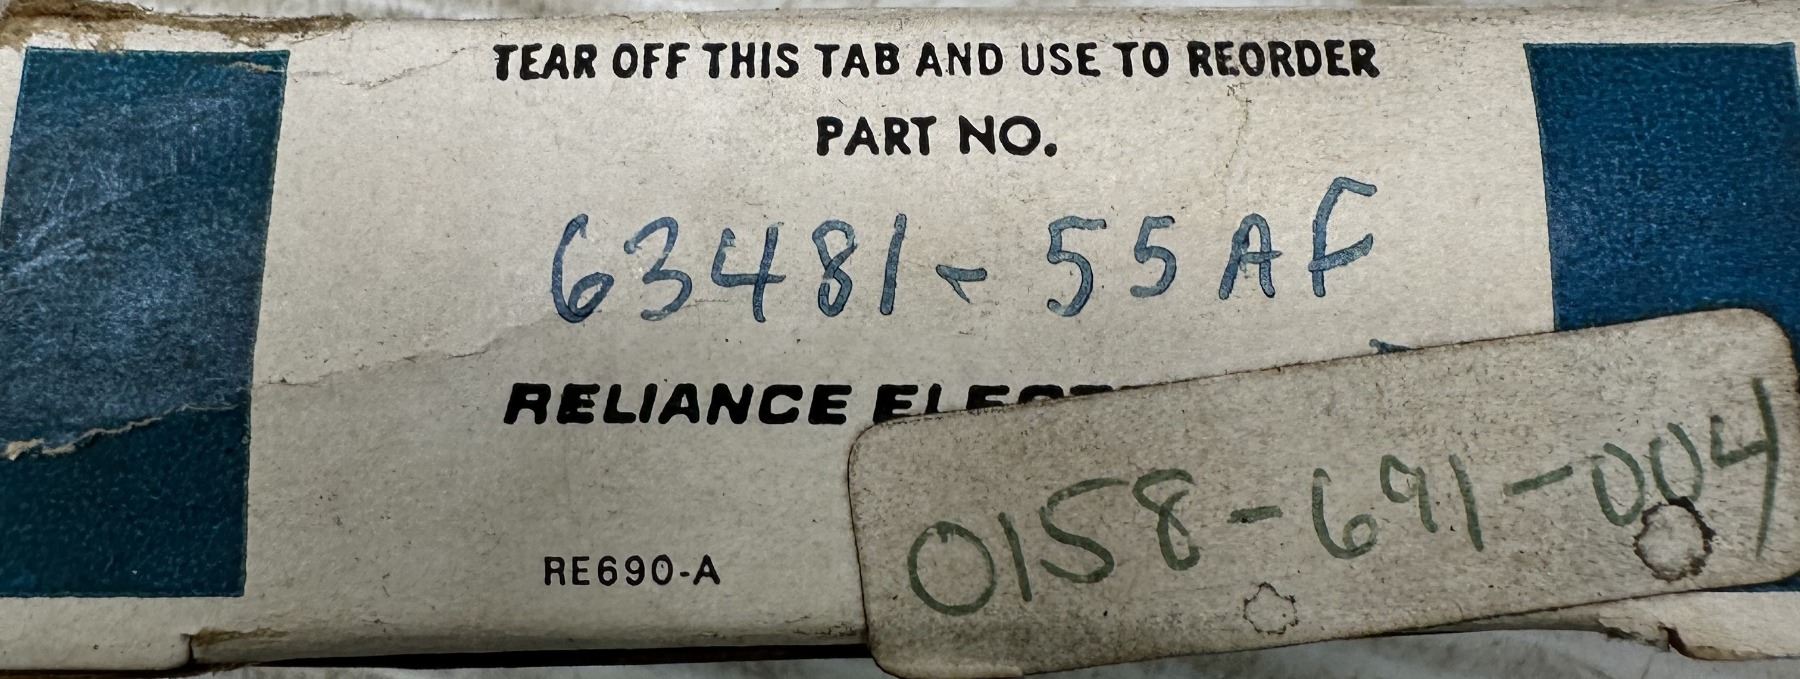 TEAR OFF THIS TAB AND USE TO REORDER
PART NO.
63481-55AF
RELIANCE
RE690-A
0158-691-004